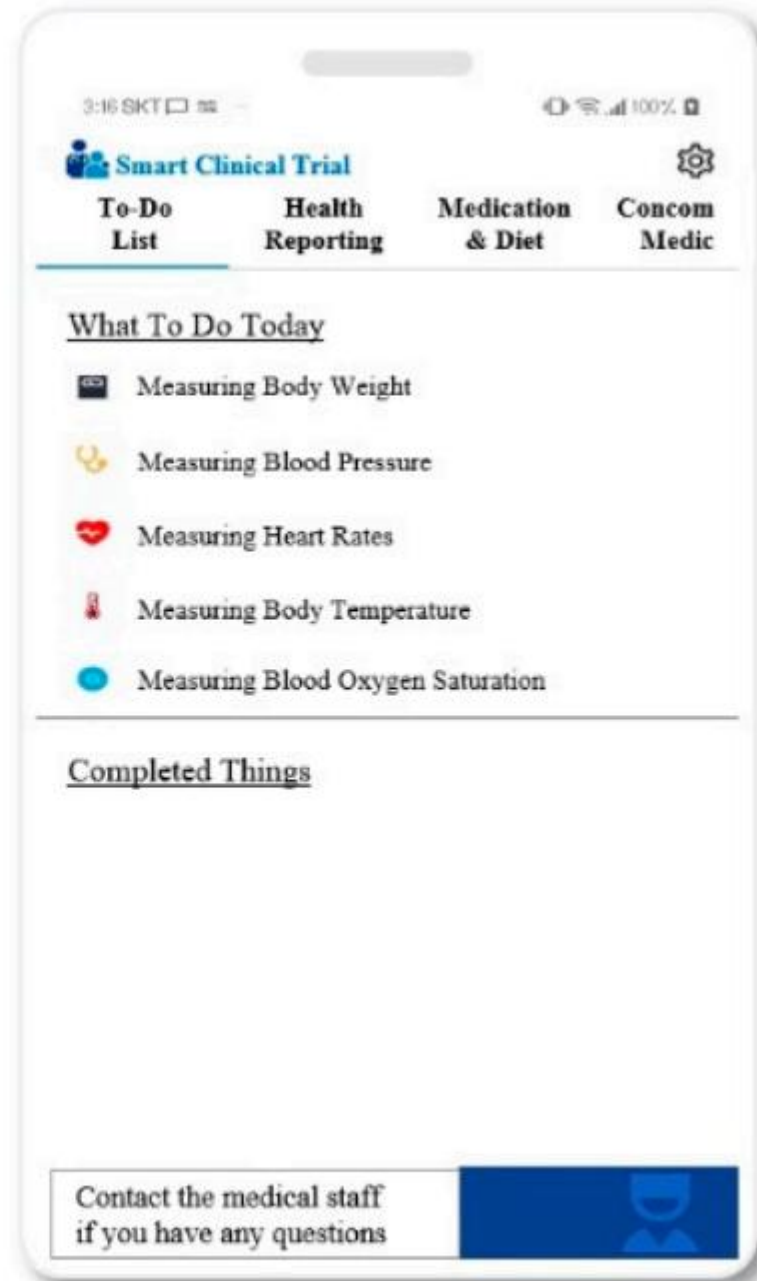 3:16 SKT 100%
Smart Clinical Trial
To-Do List
Health Reporting
Medication & Diet
Concom Medic
What To Do Today
Measuring Body Weight
Measuring Blood Pressure
Measuring Heart Rates
Measuring Body Temperature
Measuring Blood Oxygen Saturation
Completed Things
Contact the medical staff
if you have any questions